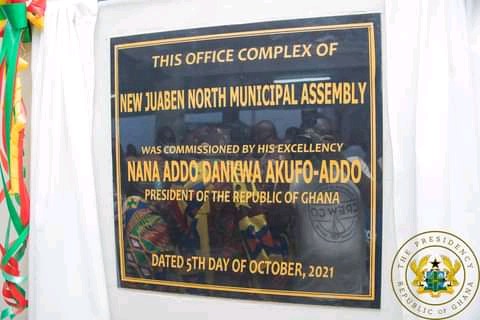 THIS OFFICE COMPLEX OF
NEW JUABEN NORTH MUNICIPAL ASSEMBLY
WAS COMMISSIONED BY HIS EXCELLENCY
NANA ADDO DANKWA AKUFO-ADDO
PRESIDENT OF THE REPUBLIC OF GHANA
DATED 5TH DAY OF OCTOBER, 2021
THE PRESIDENCY
REPUBLIC OF GHANA